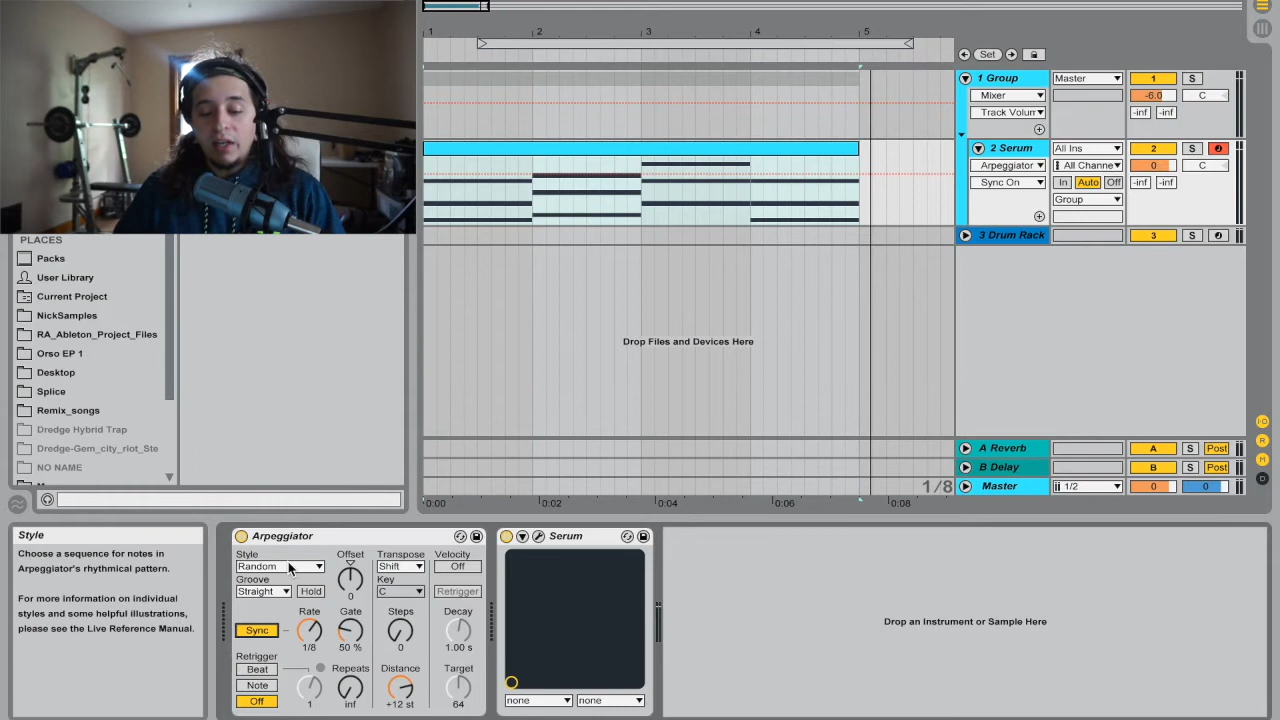 1 2 3 4 5
Set
1 Group Master 1 S
Mixer -6.0 C
Track Volun -inf -inf
2 Serum All Ins 2 S
Arpeggiator All Channe 0 C
Sync On In Auto Off -inf -inf
Group
3 Drum Rack 3 S
PLACES
Packs
User Library
Current Project
NickSamples
RA_Ableton_Project_Files
Orso EP 1
Desktop
Splice
Remix_songs
Dredge Hybrid Trap
Dredge-Gem_city_riot_Ste
NO NAME
Drop Files and Devices Here
A Reverb A S Post
B Delay B S Post
1/8 Master 1/2 0 0
0:00 0:02 0:04 0:06 0:08
Style
Choose a sequence for notes in
Arpeggiator's rhythmical pattern.
For more information on individual
styles and some helpful illustrations,
please see the Live Reference Manual.
Arpeggiator
Style Offset Transpose Velocity
Random Shift Off
Groove Key
Straight Hold 0 C Retrigger
Rate Gate Steps Decay
Sync
1/8 50 % 0 1.00 s
Retrigger
Beat Repeats Distance Target
Note
Off 1 inf +12 st 64
Serum
none none
Drop an Instrument or Sample Here